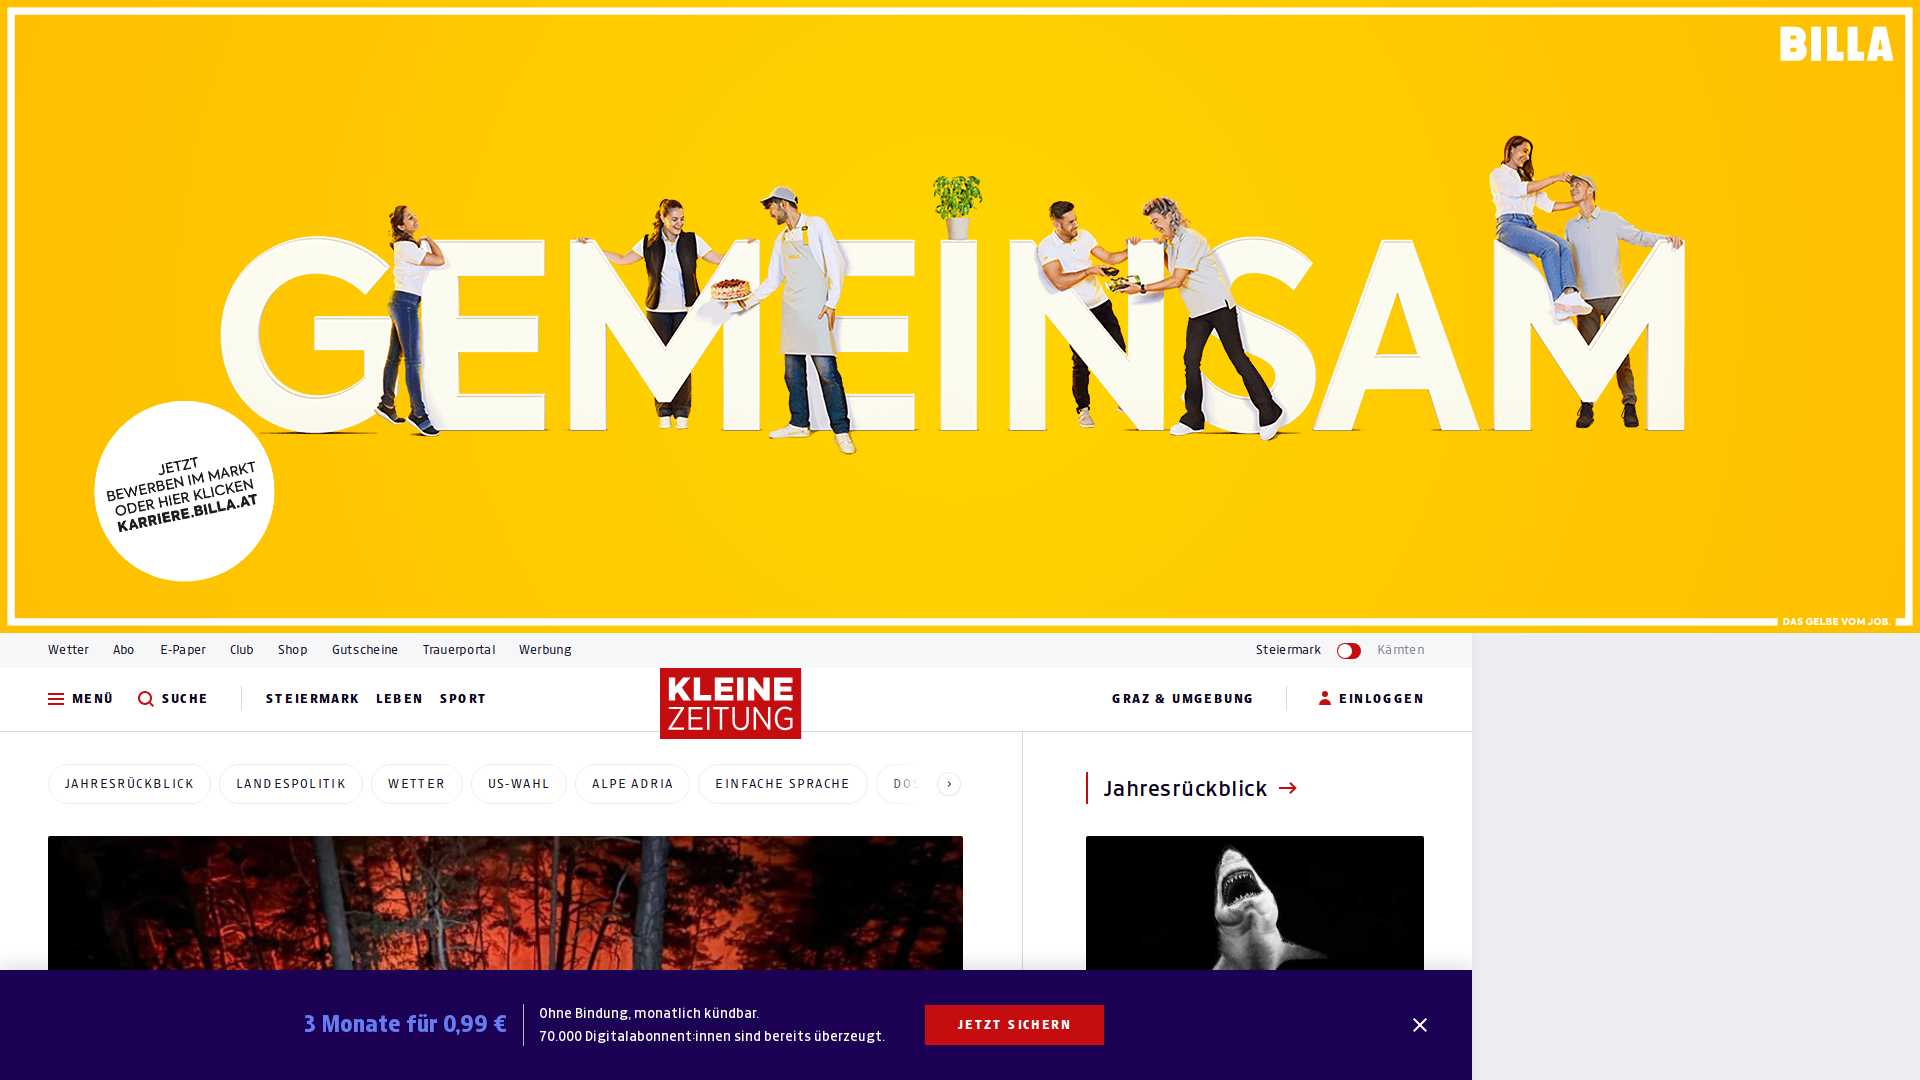 BILLA
GEMEINSAM
JETZT
BEWERBEN IM MARKT
ODER HIER KLICKEN
KARRIERE.BILLA.AT
DAS GELBE VOM JOB.
Wetter Abo E-Paper Club Shop Gutscheine Trauerportal Werbung Steiermark Kärnten
MENÜ SUCHE STEIERMARK LEBEN SPORT KLEINE ZEITUNG GRAZ & UMGEBUNG EINLOGGEN
JAHRESRÜCKBLICK LANDESPOLITIK WETTER US-WAHL ALPE ADRIA EINFACHE SPRACHE
Jahresrückblick
3 Monate für 0,99 €
Ohne Bindung, monatlich kündbar.
70.000 Digitalabonnent:innen sind bereits überzeugt.
JETZT SICHERN